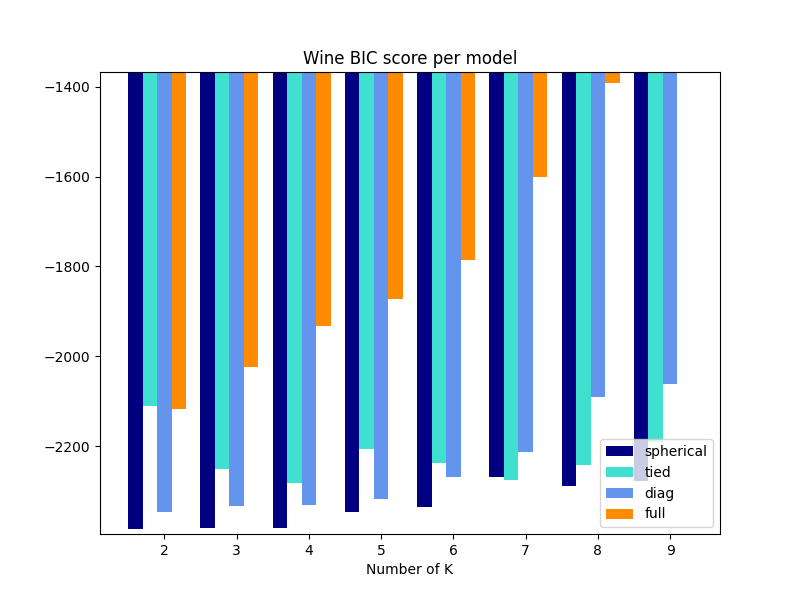 Wine BIC score per model
−1400
−1600
−1800
−2000
−2200
2 3 4 5 6 7 8 9
Number of K
spherical
tied
diag
full